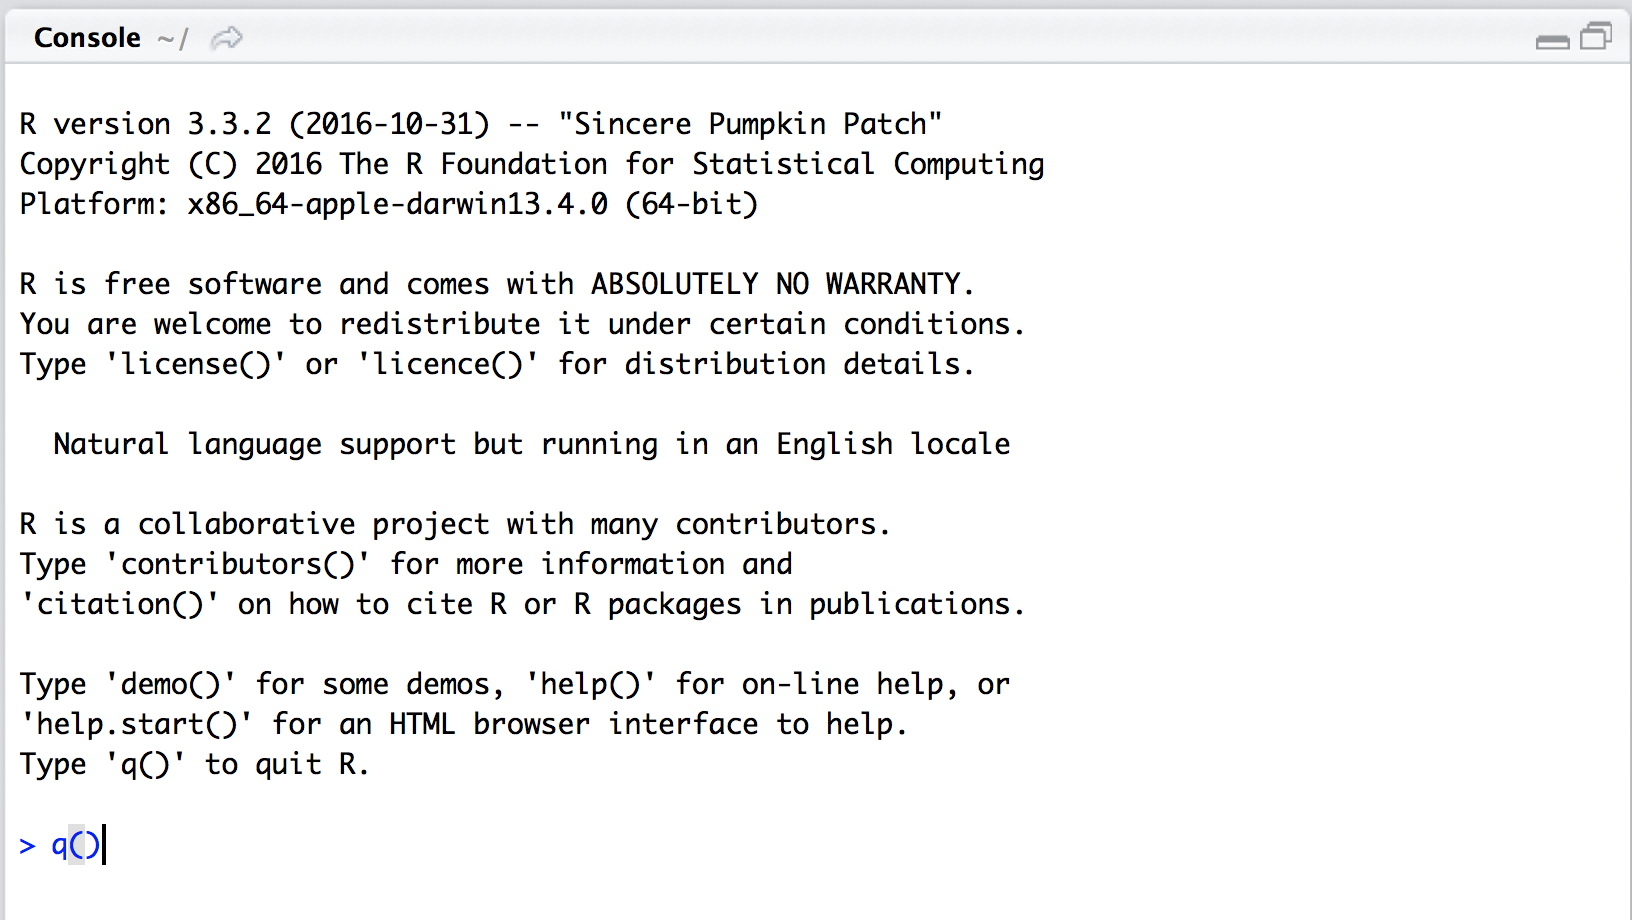 Console ~/
R version 3.3.2 (2016-10-31) -- "Sincere Pumpkin Patch"
Copyright (C) 2016 The R Foundation for Statistical Computing
Platform: x86_64-apple-darwin13.4.0 (64-bit)
R is free software and comes with ABSOLUTELY NO WARRANTY.
You are welcome to redistribute it under certain conditions.
Type 'license()' or 'licence()' for distribution details.
Natural language support but running in an English locale
R is a collaborative project with many contributors.
Type 'contributors()' for more information and
'citation()' on how to cite R or R packages in publications.
Type 'demo()' for some demos, 'help()' for on-line help, or
'help.start()' for an HTML browser interface to help.
Type 'q()' to quit R.
> q()